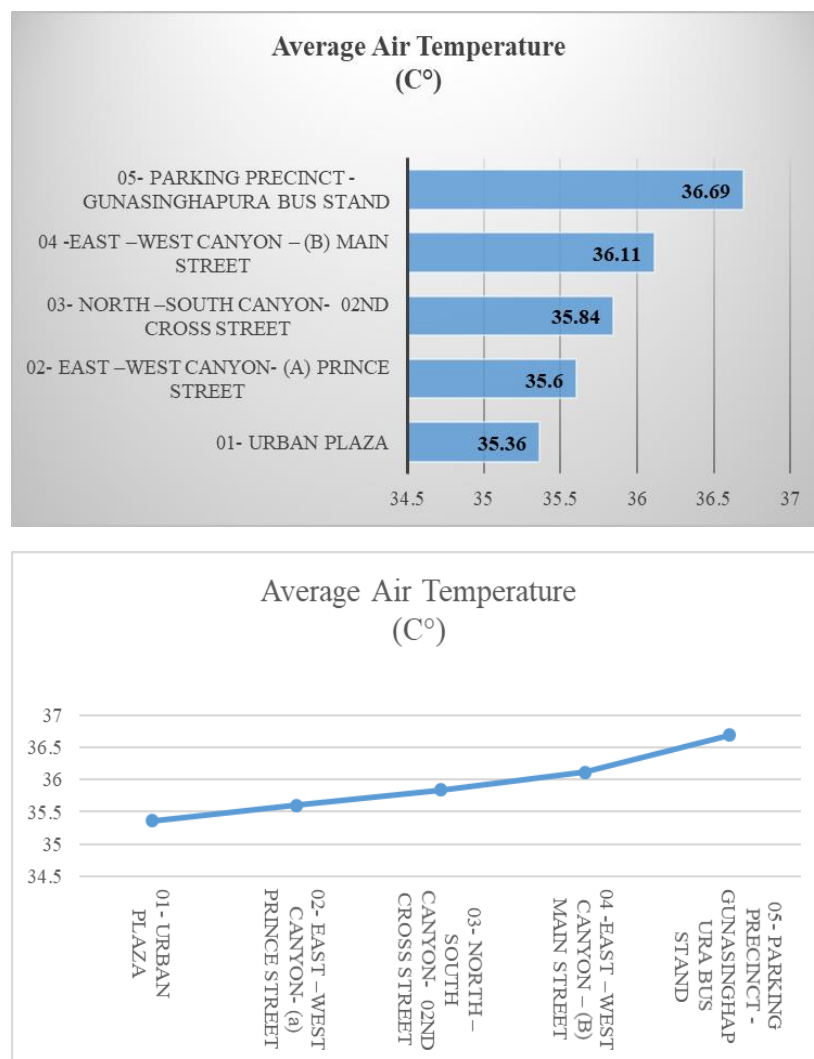 Average Air Temperature
(C°)
05- PARKING PRECINCT -
GUNASINGHAPURA BUS STAND
36.69
04 -EAST –WEST CANYON – (B) MAIN
STREET
36.11
03- NORTH –SOUTH CANYON-  02ND
CROSS STREET
35.84
02- EAST –WEST CANYON- (A) PRINCE
STREET
35.6
01- URBAN PLAZA
35.36
34.5 35 35.5 36 36.5 37
Average Air Temperature
(C°)
37
36.5
36
35.5
35
34.5
01- URBAN
PLAZA
02- EAST –WEST
CANYON- (a)
PRINCE STREET
03- NORTH –
SOUTH
CANYON-  02ND
CROSS STREET
04 -EAST –WEST
CANYON – (B)
MAIN STREET
05- PARKING
PRECINCT -
GUNASINGHAP
URA BUS
STAND